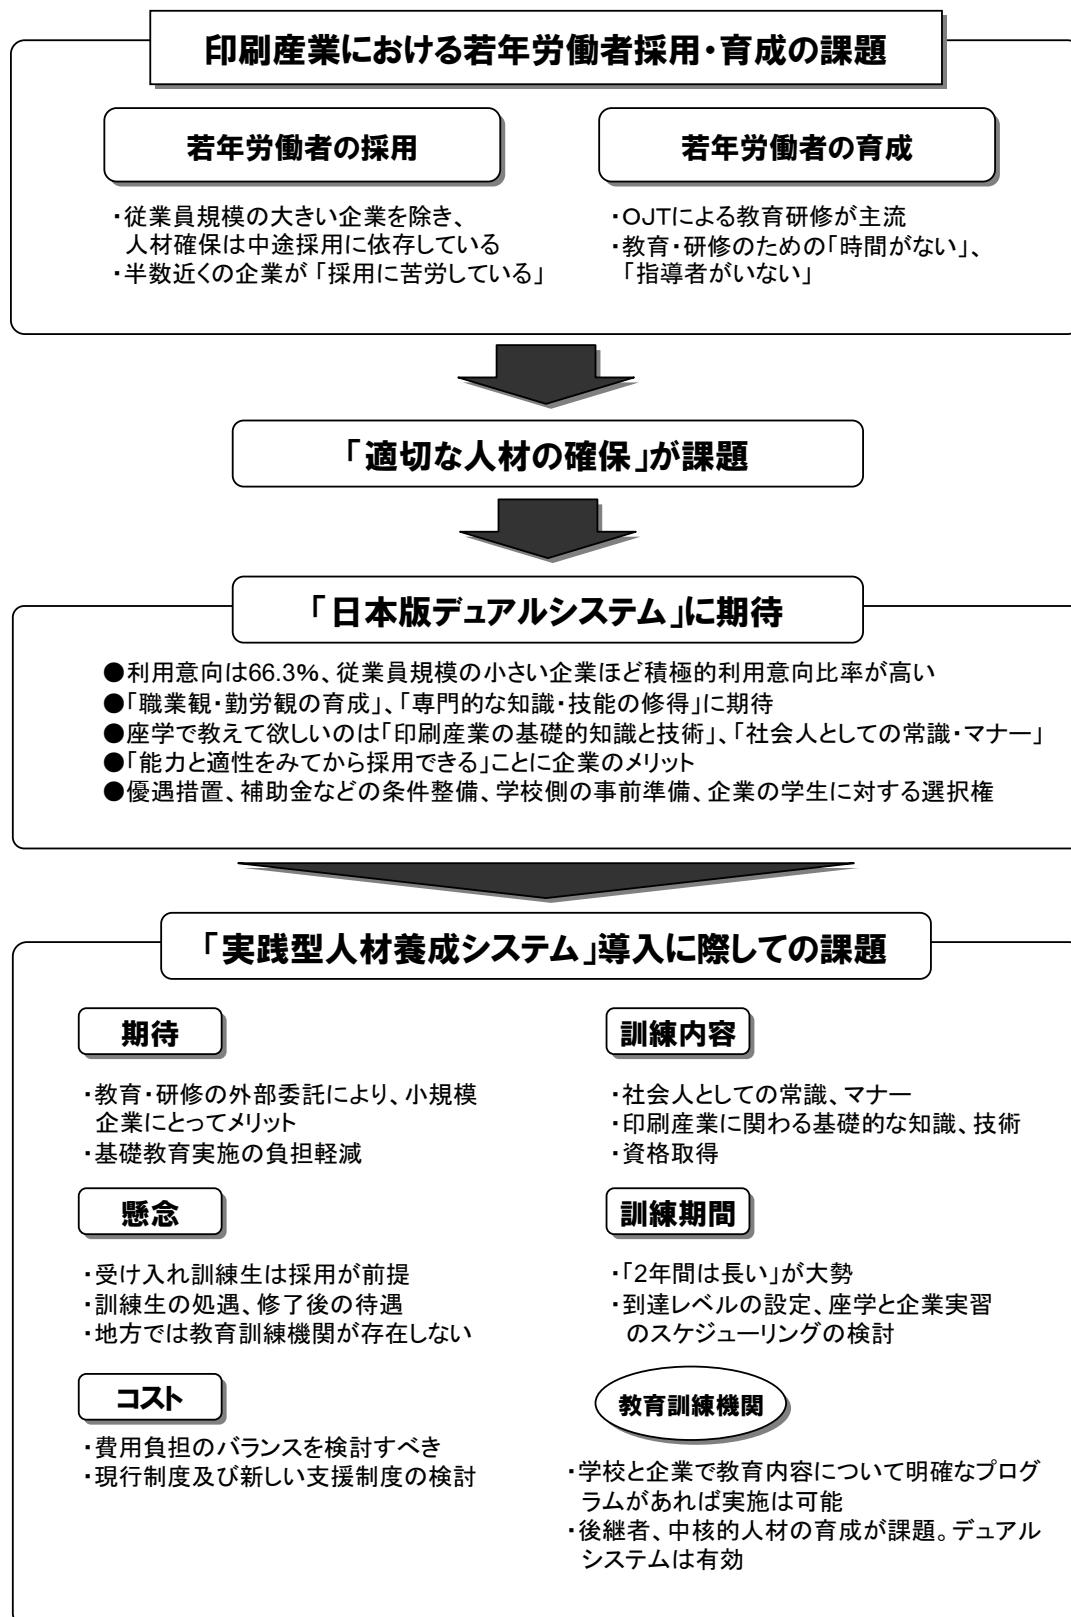 印刷産業における若年労働者採用・育成の課題
若年労働者の採用
・従業員規模の大きい企業を除き、
人材確保は中途採用に依存している
・半数近くの企業が「採用に苦労している」
若年労働者の育成
・OJTによる教育研修が主流
・教育・研修のための「時間がない」、
「指導者がいない」
「適切な人材の確保」が課題
「日本版デュアルシステム」に期待
●利用意向は66.3%、従業員規模の小さい企業ほど積極的利用意向比率が高い
●「職業観・勤労観の育成」、「専門的な知識・技能の修得」に期待
●座学で教えて欲しいのは「印刷産業の基礎的知識と技術」、「社会人としての常識・マナー」
●「能力と適性をみてから採用できる」ことに企業のメリット
●優遇措置、補助金などの条件整備、学校側の事前準備、企業の学生に対する選択権
「実践型人材養成システム」導入に際しての課題
期待
・教育・研修の外部委託により、小規模
企業にとってメリット
・基礎教育実施の負担軽減
懸念
・受け入れ訓練生は採用が前提
・訓練生の処遇、修了後の待遇
・地方では教育訓練機関が存在しない
コスト
・費用負担のバランスを検討すべき
・現行制度及び新しい支援制度の検討
訓練内容
・社会人としての常識、マナー
・印刷産業に関わる基礎的な知識、技術
・資格取得
訓練期間
・「2年間は長い」が大勢
・到達レベルの設定、座学と企業実習
のスケジューリングの検討
教育訓練機関
・学校と企業で教育内容について明確なプログ
ラムがあれば実施は可能
・後継者、中核的人材の育成が課題。デュアル
システムは有効